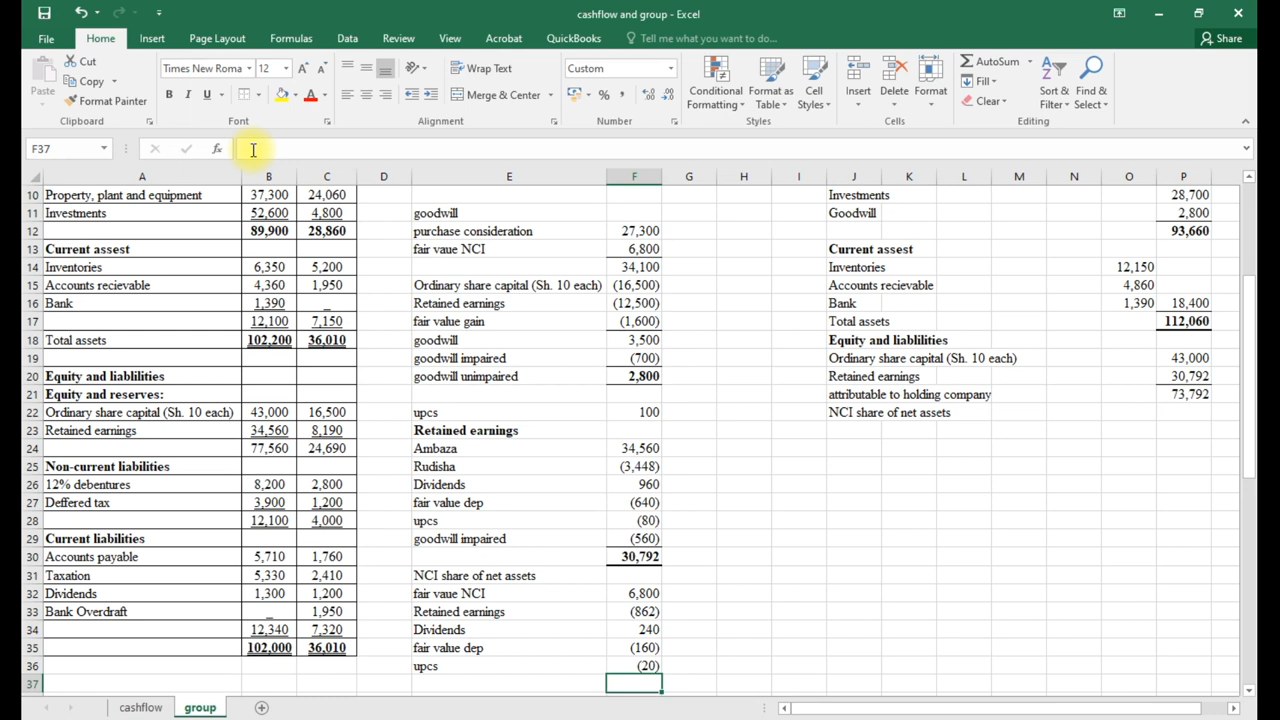 cashflow and group - Excel
File Home Insert Page Layout Formulas Data Review View Acrobat QuickBooks Tell me what you want to do... Share
Paste Cut Copy Format Painter Clipboard
Times New Roma 12 B I U A Font
Wrap Text Merge & Center Alignment
Custom % , Number
Conditional Formatting Format as Table Cell Styles Styles
Insert Delete Format Cells
AutoSum Fill Clear Sort & Filter Find & Select Editing
F37 fx
A B C D E F G H I J K L M N O P
10 Property, plant and equipment 37,300 24,060 Investments 28,700
11 Investments 52,600 4,800 goodwill Goodwill 2,800
12 89,900 28,860 purchase consideration 27,300 93,660
13 Current assest fair vaue NCI 6,800 Current assest
14 Inventories 6,350 5,200 34,100 Inventories 12,150
15 Accounts recievable 4,360 1,950 Ordinary share capital (Sh. 10 each) (16,500) Accounts recievable 4,860
16 Bank 1,390 _ Retained earnings (12,500) Bank 1,390 18,400
17 12,100 7,150 fair value gain (1,600) Total assets 112,060
18 Total assets 102,200 36,010 goodwill 3,500 Equity and liablilities
19 goodwill impaired (700) Ordinary share capital (Sh. 10 each) 43,000
20 Equity and liablilities goodwill unimpaired 2,800 Retained earnings 30,792
21 Equity and reserves: attributable to holding company 73,792
22 Ordinary share capital (Sh. 10 each) 43,000 16,500 upcs 100 NCI share of net assets
23 Retained earnings 34,560 8,190 Retained earnings
24 77,560 24,690 Ambaza 34,560
25 Non-current liabilities Rudisha (3,448)
26 12% debentures 8,200 2,800 Dividends 960
27 Deffered tax 3,900 1,200 fair value dep (640)
28 12,100 4,000 upcs (80)
29 Current liabilities goodwill impaired (560)
30 Accounts payable 5,710 1,760 30,792
31 Taxation 5,330 2,410 NCI share of net assets
32 Dividends 1,300 1,200 fair vaue NCI 6,800
33 Bank Overdraft _ 1,950 Retained earnings (862)
34 12,340 7,320 Dividends 240
35 102,000 36,010 fair value dep (160)
36 upcs (20)
37
cashflow group